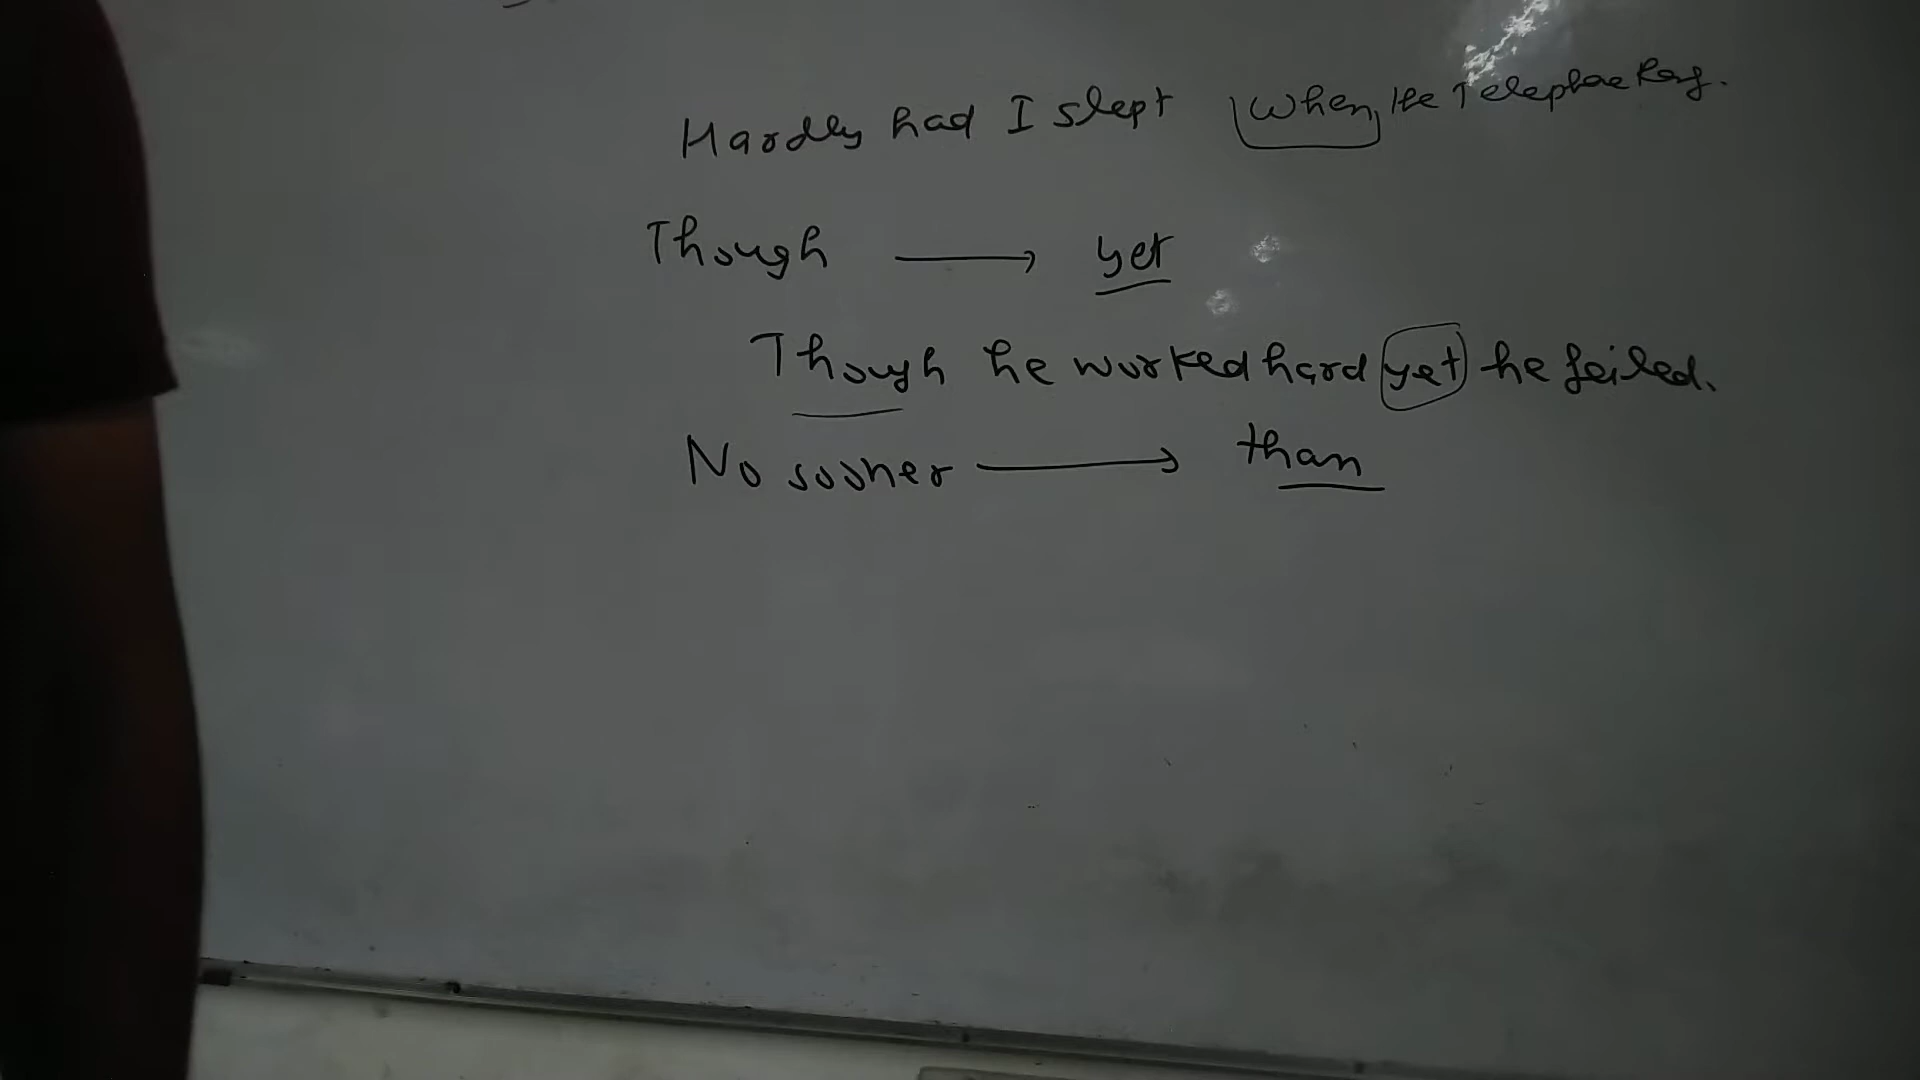 Hardly had I slept when the Telephone Rang.
Though → yet
Though he worked hard yet he failed.
No sooner → than